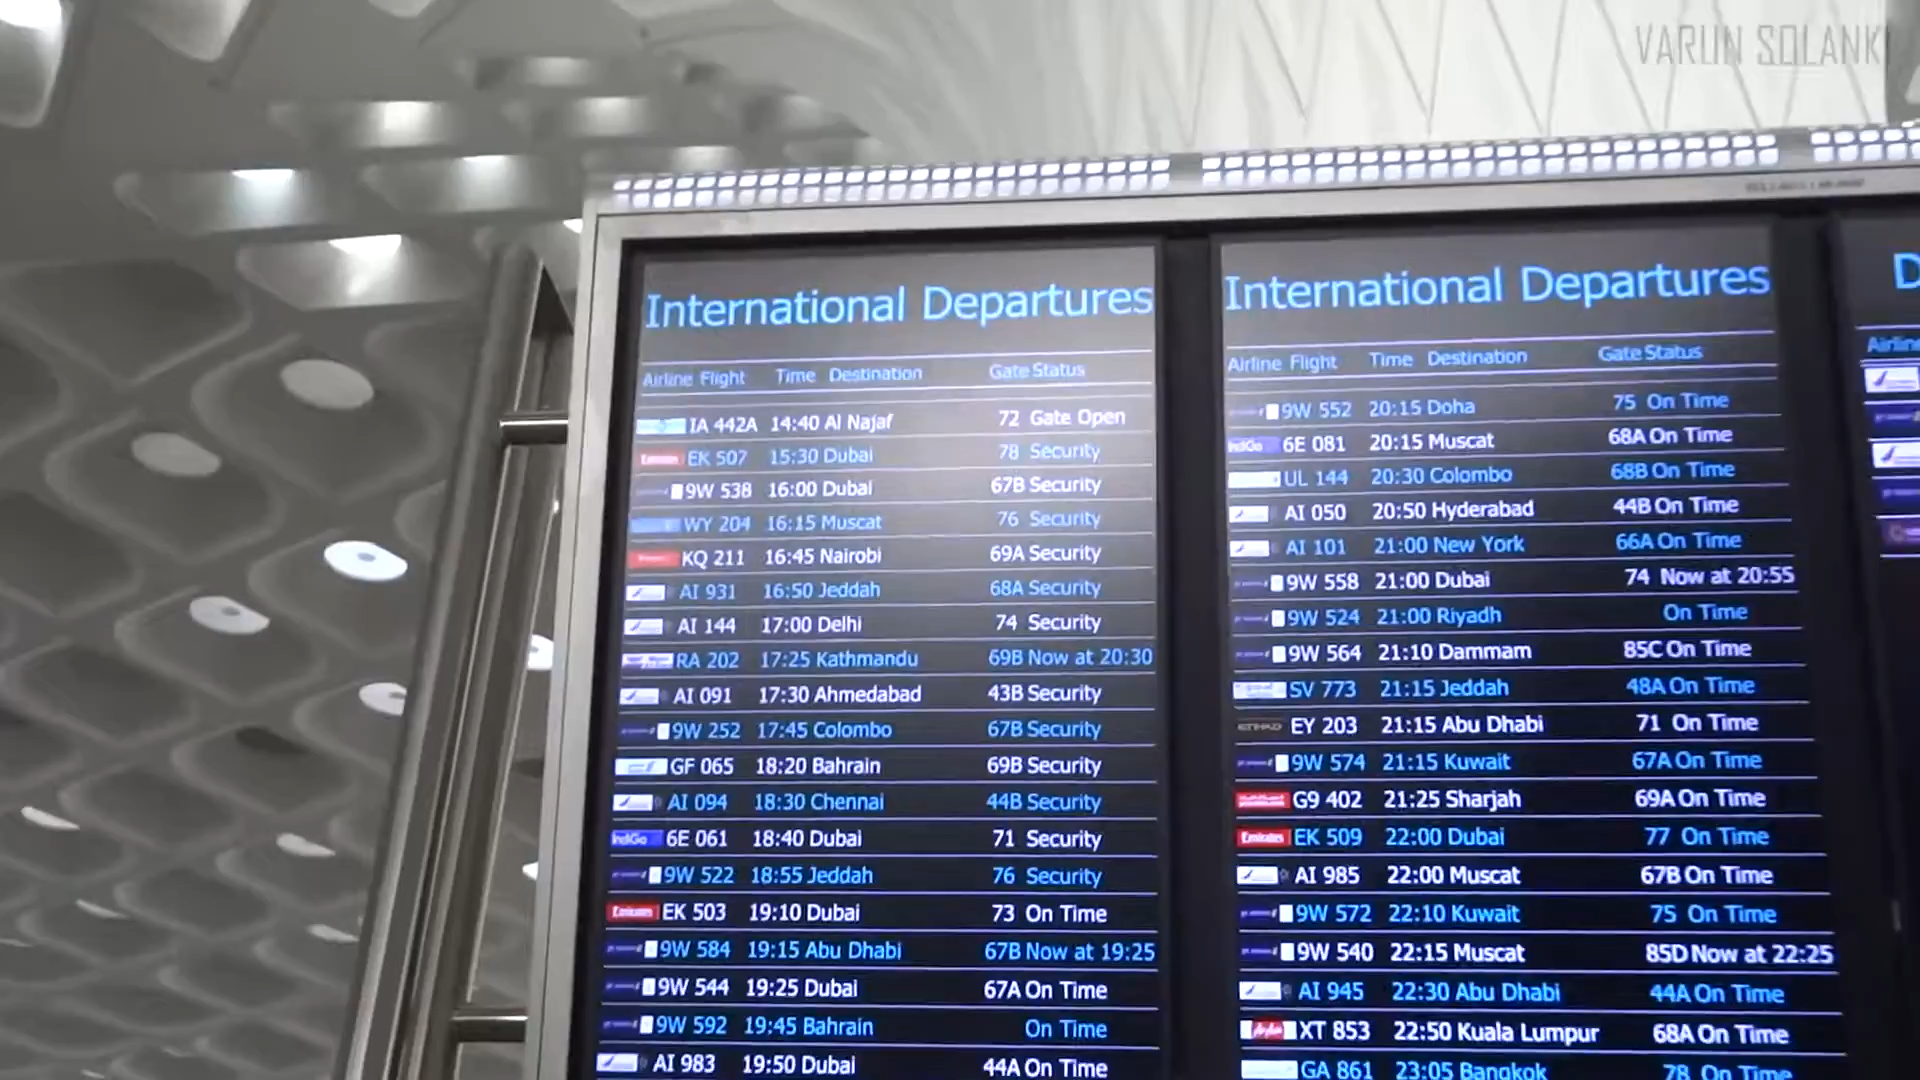 VARUN SOLANKI
International Departures
Airline Flight Time Destination Gate Status
IA 442A 14:40 Al Najaf 72 Gate Open
Emirates EK 507 15:30 Dubai 78 Security
9W 538 16:00 Dubai 67B Security
WY 204 16:15 Muscat 76 Security
KQ 211 16:45 Nairobi 69A Security
AI 931 16:50 Jeddah 68A Security
AI 144 17:00 Delhi 74 Security
RA 202 17:25 Kathmandu 69B Now at 20:30
AI 091 17:30 Ahmedabad 43B Security
9W 252 17:45 Colombo 67B Security
GF 065 18:20 Bahrain 69B Security
AI 094 18:30 Chennai 44B Security
IndiGo 6E 061 18:40 Dubai 71 Security
9W 522 18:55 Jeddah 76 Security
Emirates EK 503 19:10 Dubai 73 On Time
9W 584 19:15 Abu Dhabi 67B Now at 19:25
9W 544 19:25 Dubai 67A On Time
9W 592 19:45 Bahrain On Time
AI 983 19:50 Dubai 44A On Time
International Departures
Airline Flight Time Destination Gate Status
9W 552 20:15 Doha 75 On Time
IndiGo 6E 081 20:15 Muscat 68A On Time
UL 144 20:30 Colombo 68B On Time
AI 050 20:50 Hyderabad 44B On Time
AI 101 21:00 New York 66A On Time
9W 558 21:00 Dubai 74 Now at 20:55
9W 524 21:00 Riyadh On Time
9W 564 21:10 Dammam 85C On Time
SV 773 21:15 Jeddah 48A On Time
ETIHAD EY 203 21:15 Abu Dhabi 71 On Time
9W 574 21:15 Kuwait 67A On Time
G9 402 21:25 Sharjah 69A On Time
Emirates EK 509 22:00 Dubai 77 On Time
AI 985 22:00 Muscat 67B On Time
9W 572 22:10 Kuwait 75 On Time
9W 540 22:15 Muscat 85D Now at 22:25
AI 945 22:30 Abu Dhabi 44A On Time
XT 853 22:50 Kuala Lumpur 68A On Time
GA 861 23:05 Bangkok 78 On Time
D
Airline